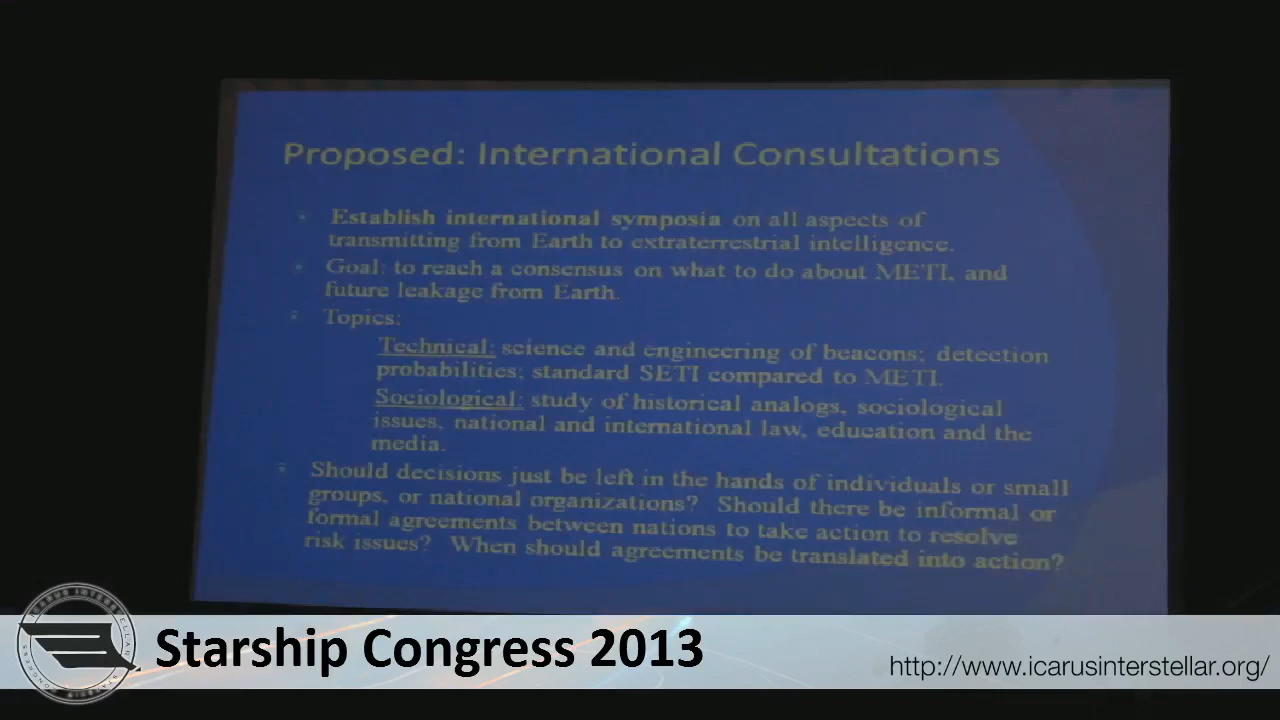 Proposed: International Consultations
Establish international symposia on all aspects of
transmitting from Earth to extraterrestrial intelligence.
Goal: to reach a consensus on what to do about METI, and
future leakage from Earth.
Topics:
Technical: science and engineering of beacons; detection
probabilities; standard SETI compared to METI.
Sociological: study of historical analogs, sociological
issues, national and international law, education and the
media.
Should decisions just be left in the hands of individuals or small
groups, or national organizations? Should there be informal or
formal agreements between nations to take action to resolve
risk issues? When should agreements be translated into action?
ICARUS INTERSTELLAR
STARSHIP CONGRESS
Starship Congress 2013
http://www.icarusinterstellar.org/